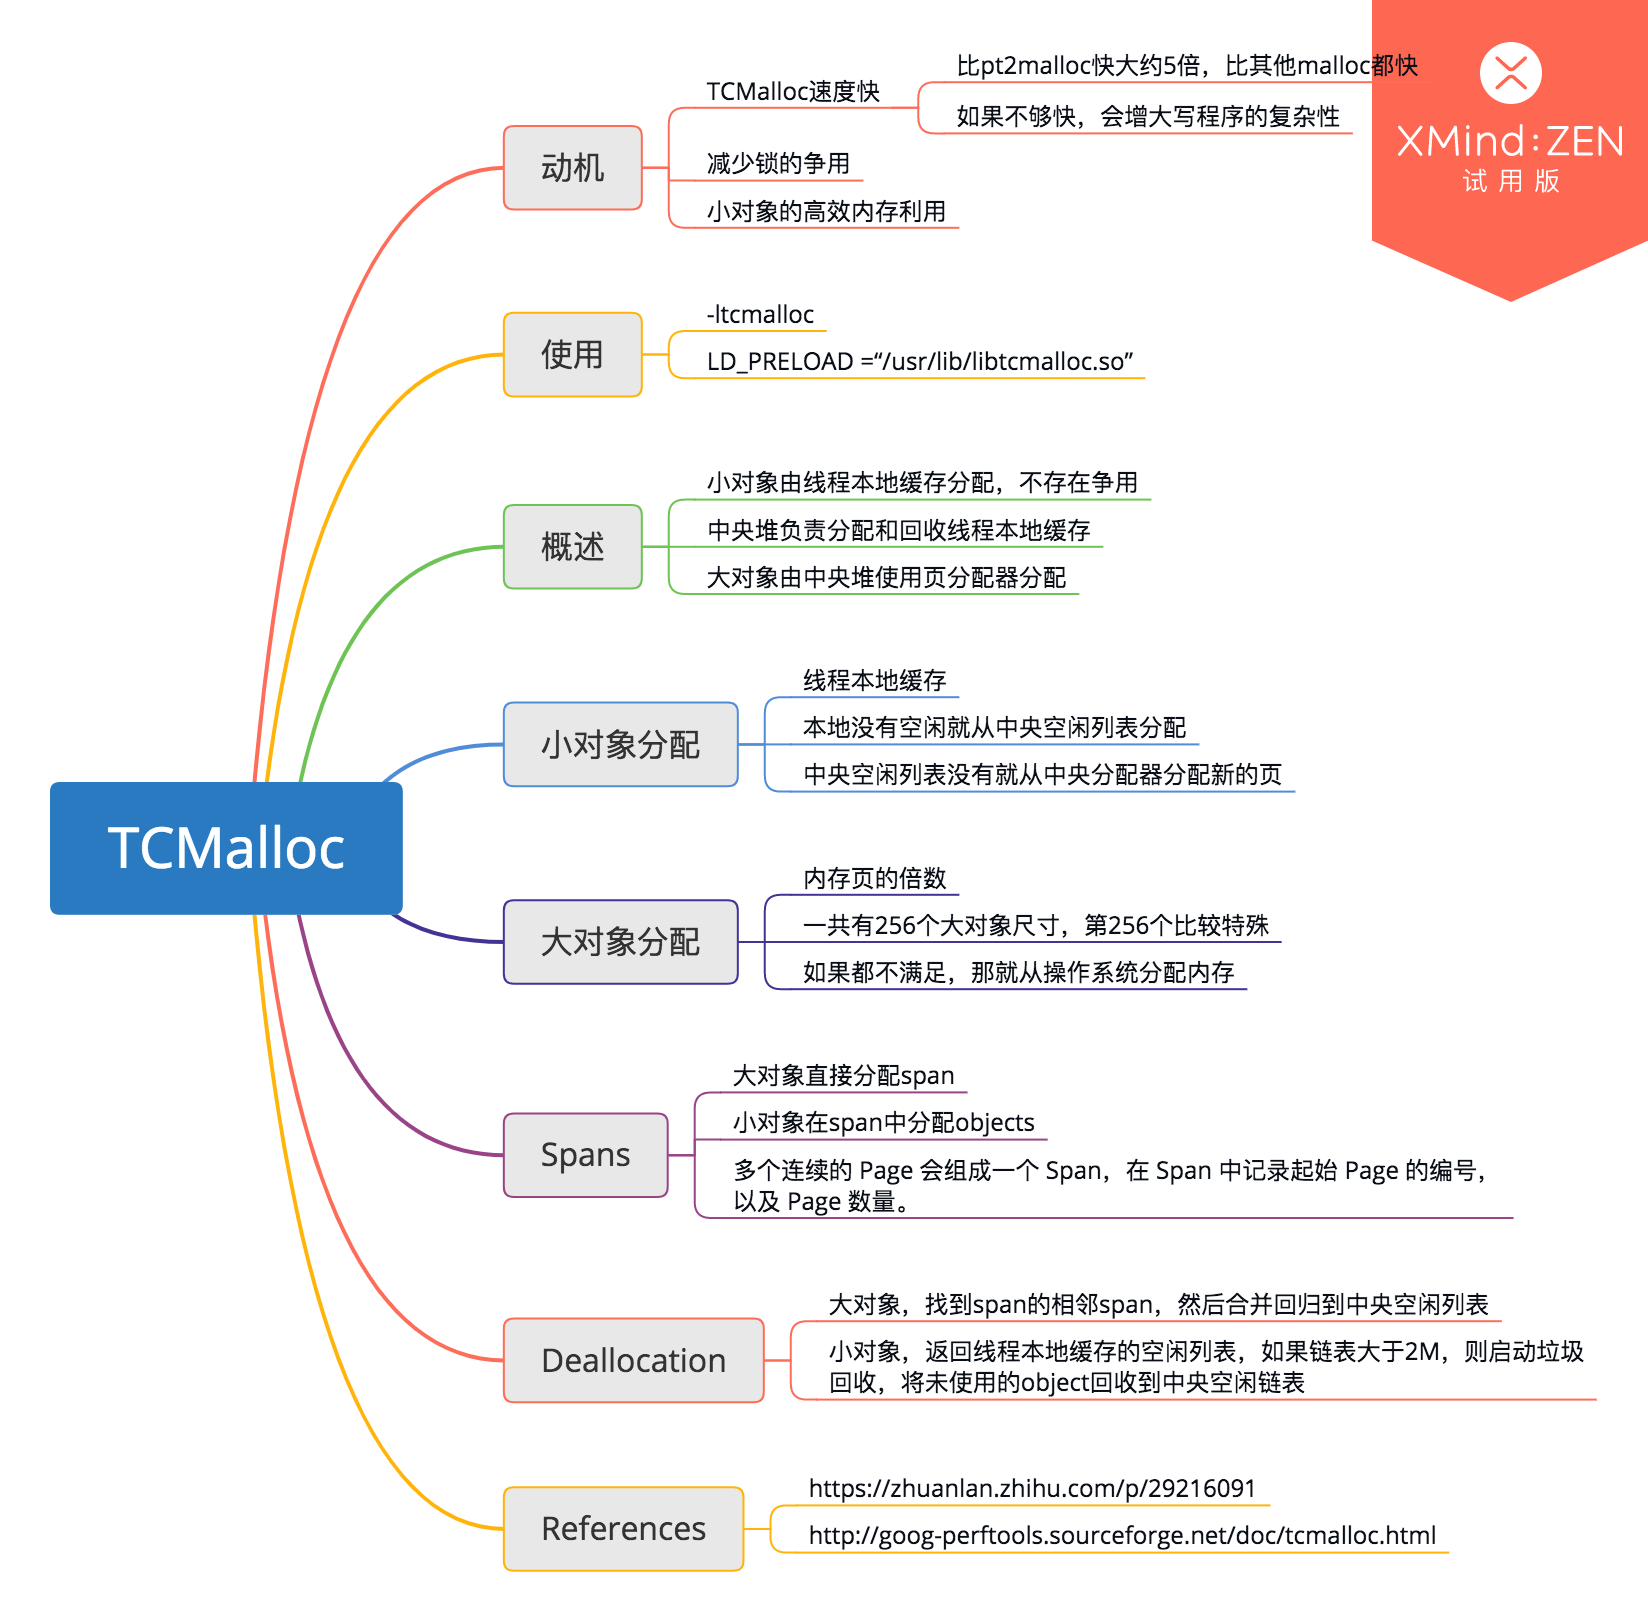 比pt2malloc快大约5倍，比其他malloc都快
TCMalloc速度快
如果不够快，会增大写程序的复杂性
动机
减少锁的争用
小对象的高效内存利用
XMind:ZEN
试用版
-ltcmalloc
使用
LD_PRELOAD =“/usr/lib/libtcmalloc.so”
小对象由线程本地缓存分配，不存在争用
概述
中央堆负责分配和回收线程本地缓存
大对象由中央堆使用页分配器分配
线程本地缓存
小对象分配
本地没有空闲就从中央空闲列表分配
中央空闲列表没有就从中央分配器分配新的页
TCMalloc
内存页的倍数
大对象分配
一共有256个大对象尺寸，第256个比较特殊
如果都不满足，那就从操作系统分配内存
大对象直接分配span
Spans
小对象在span中分配objects
多个连续的 Page 会组成一个 Span，在 Span 中记录起始 Page 的编号，
以及 Page 数量。
大对象，找到span的相邻span，然后合并回归到中央空闲列表
Deallocation
小对象，返回线程本地缓存的空闲列表，如果链表大于2M，则启动垃圾
回收，将未使用的object回收到中央空闲链表
https://zhuanlan.zhihu.com/p/29216091
References
http://goog-perftools.sourceforge.net/doc/tcmalloc.html